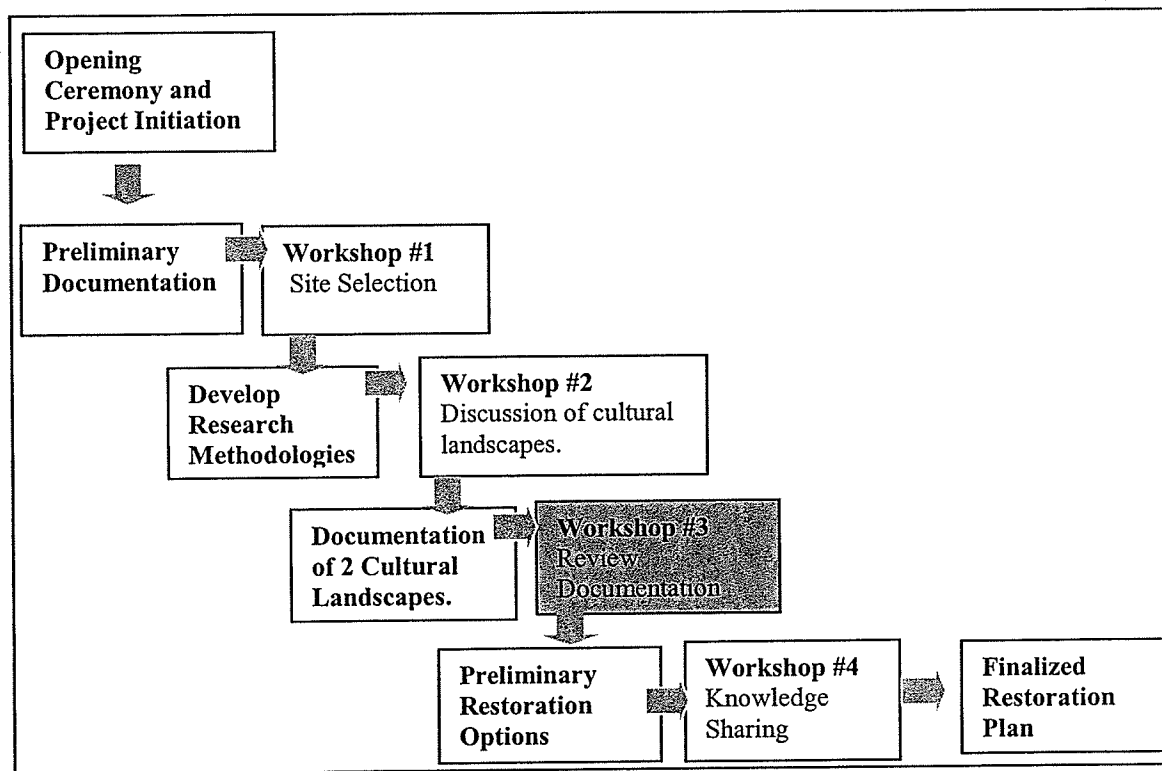 Opening
Ceremony and
Project Initiation
Preliminary
Documentation
Workshop #1
Site Selection
Develop
Research
Methodologies
Workshop #2
Discussion of cultural
landscapes.
Documentation
of 2 Cultural
Landscapes.
Workshop #3
Review
Documentation
Preliminary
Restoration
Options
Workshop #4
Knowledge
Sharing
Finalized
Restoration
Plan